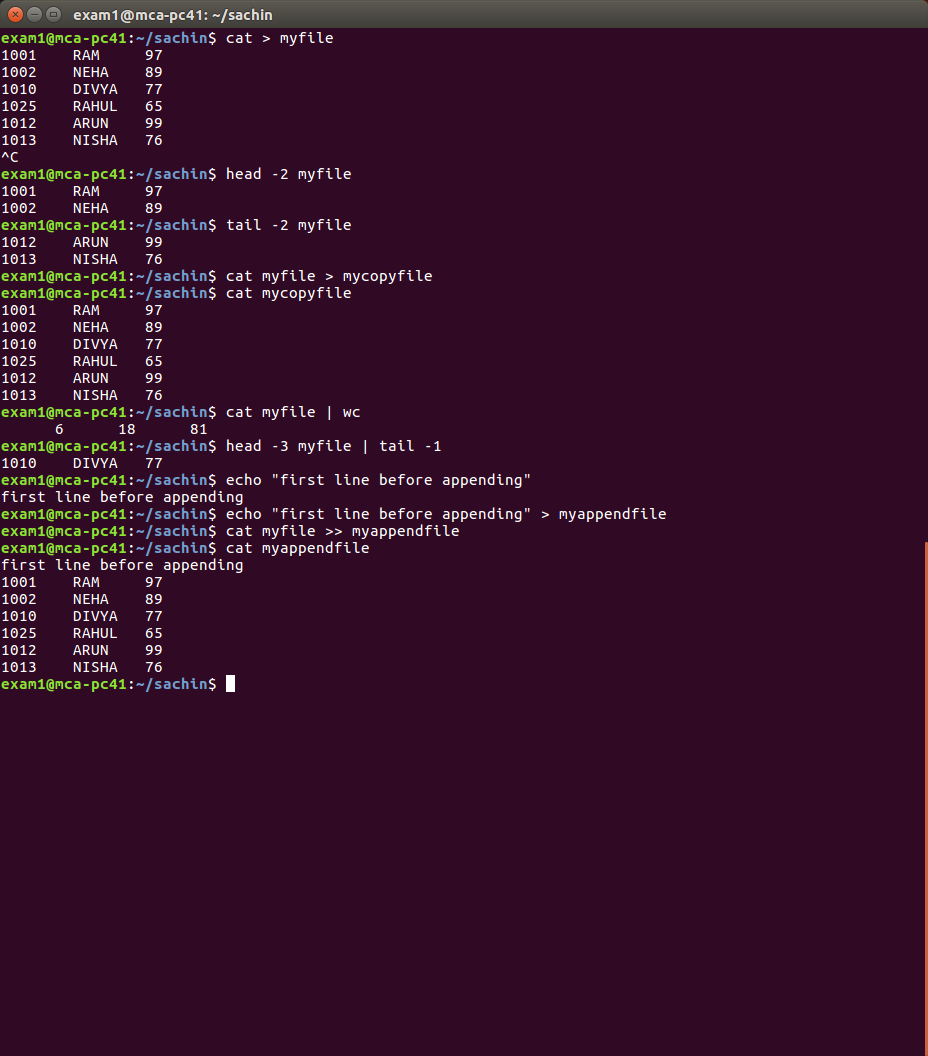 exam1@mca-pc41: ~/sachin
exam1@mca-pc41:~/sachin$ cat > myfile
1001    RAM     97
1002    NEHA    89
1010    DIVYA   77
1025    RAHUL   65
1012    ARUN    99
1013    NISHA   76
^C
exam1@mca-pc41:~/sachin$ head -2 myfile
1001    RAM     97
1002    NEHA    89
exam1@mca-pc41:~/sachin$ tail -2 myfile
1012    ARUN    99
1013    NISHA   76
exam1@mca-pc41:~/sachin$ cat myfile > mycopyfile
exam1@mca-pc41:~/sachin$ cat mycopyfile
1001    RAM     97
1002    NEHA    89
1010    DIVYA   77
1025    RAHUL   65
1012    ARUN    99
1013    NISHA   76
exam1@mca-pc41:~/sachin$ cat myfile | wc
      6      18      81
exam1@mca-pc41:~/sachin$ head -3 myfile | tail -1
1010    DIVYA   77
exam1@mca-pc41:~/sachin$ echo "first line before appending"
first line before appending
exam1@mca-pc41:~/sachin$ echo "first line before appending" > myappendfile
exam1@mca-pc41:~/sachin$ cat myfile >> myappendfile
exam1@mca-pc41:~/sachin$ cat myappendfile
first line before appending
1001    RAM     97
1002    NEHA    89
1010    DIVYA   77
1025    RAHUL   65
1012    ARUN    99
1013    NISHA   76
exam1@mca-pc41:~/sachin$